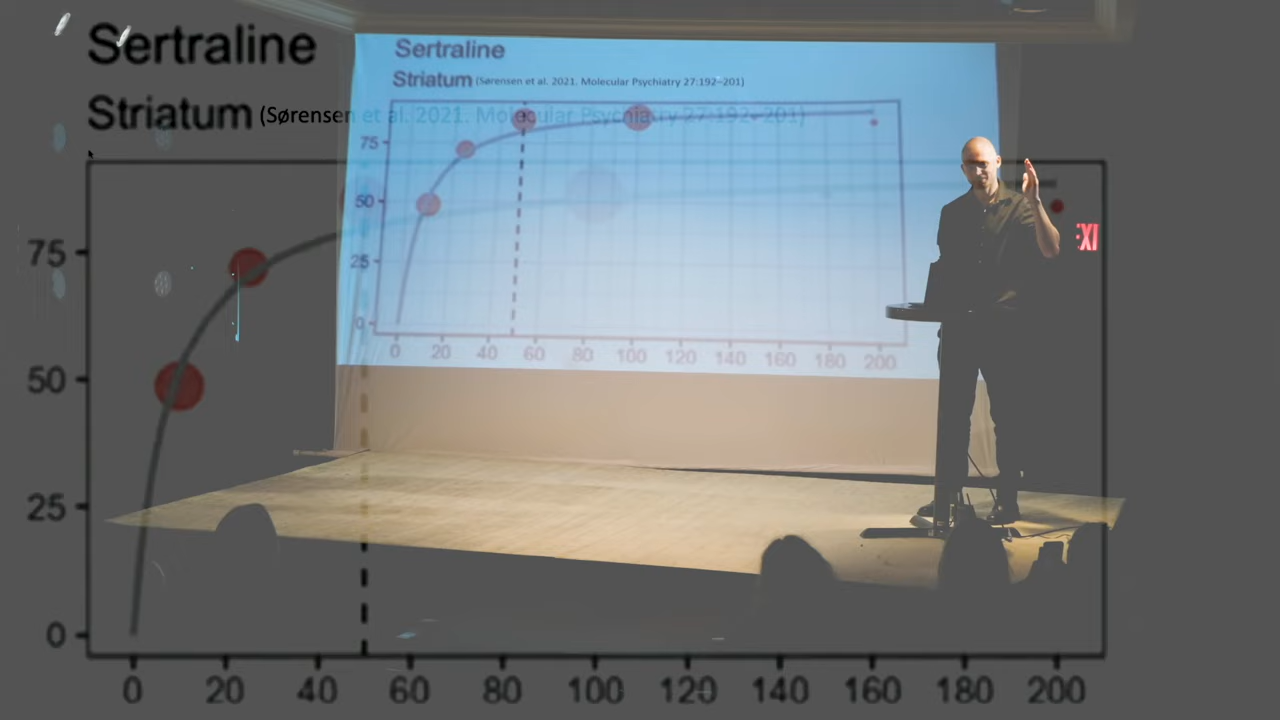 Sertraline
Striatum (Sørensen et al. 2021. Molecular Psychiatry 27:192–201)
75
50
25
0
0 20 40 60 80 100 120 140 160 180 200
Sertraline
Striatum (Sørensen et al. 2021. Molecular Psychiatry 27:192–201)
75
50
25
0
0 20 40 60 80 100 120 140 160 180 200
EXI